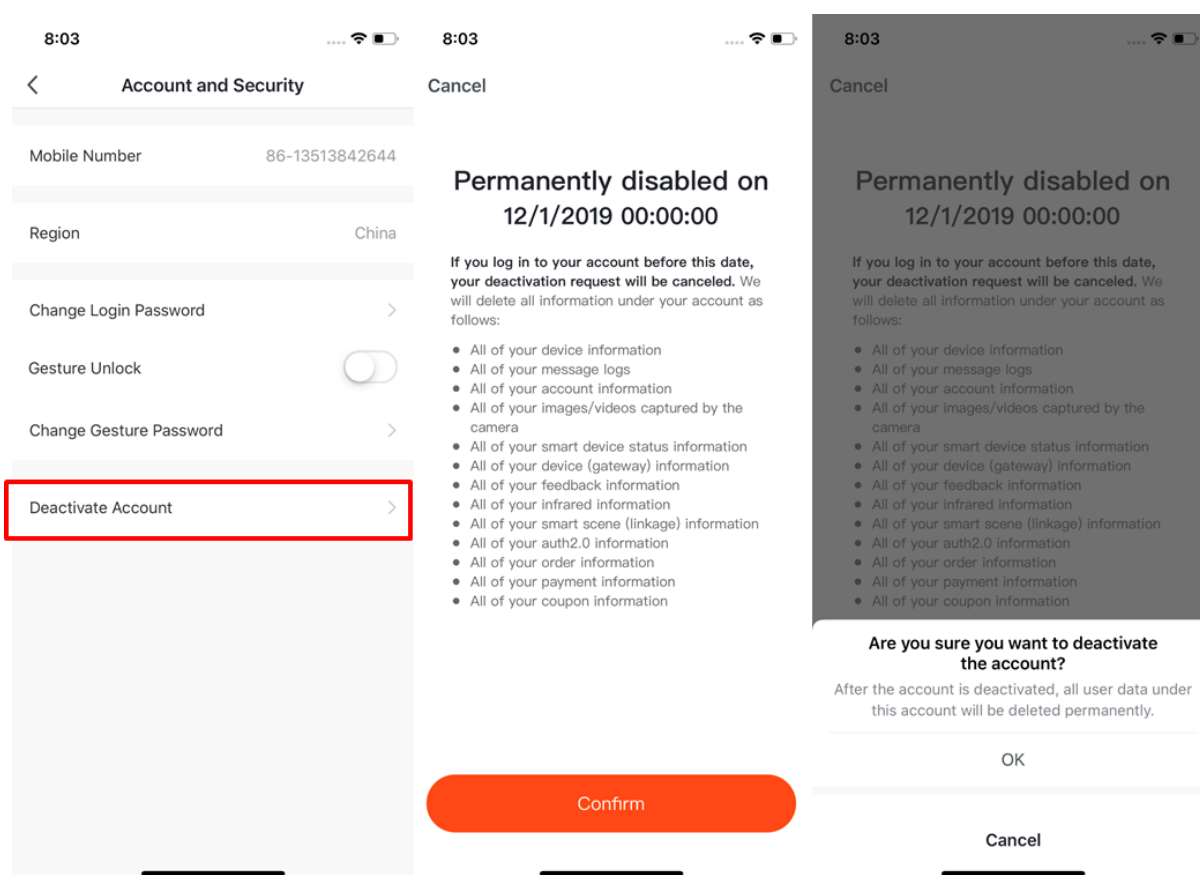 8:03
Account and Security
Mobile Number 86-13513842644
Region China
Change Login Password
Gesture Unlock
Change Gesture Password
Deactivate Account
8:03
Cancel
Permanently disabled on
12/1/2019 00:00:00
If you log in to your account before this date,
your deactivation request will be canceled. We
will delete all information under your account as
follows:
• All of your device information
• All of your message logs
• All of your account information
• All of your images/videos captured by the
camera
• All of your smart device status information
• All of your device (gateway) information
• All of your feedback information
• All of your infrared information
• All of your smart scene (linkage) information
• All of your auth2.0 information
• All of your order information
• All of your payment information
• All of your coupon information
Confirm
8:03
Cancel
Permanently disabled on
12/1/2019 00:00:00
If you log in to your account before this date,
your deactivation request will be canceled. We
will delete all information under your account as
follows:
• All of your device information
• All of your message logs
• All of your account information
• All of your images/videos captured by the
camera
• All of your smart device status information
• All of your device (gateway) information
• All of your feedback information
• All of your infrared information
• All of your smart scene (linkage) information
• All of your auth2.0 information
• All of your order information
• All of your payment information
• All of your coupon information
Are you sure you want to deactivate
the account?
After the account is deactivated, all user data under
this account will be deleted permanently.
OK
Cancel